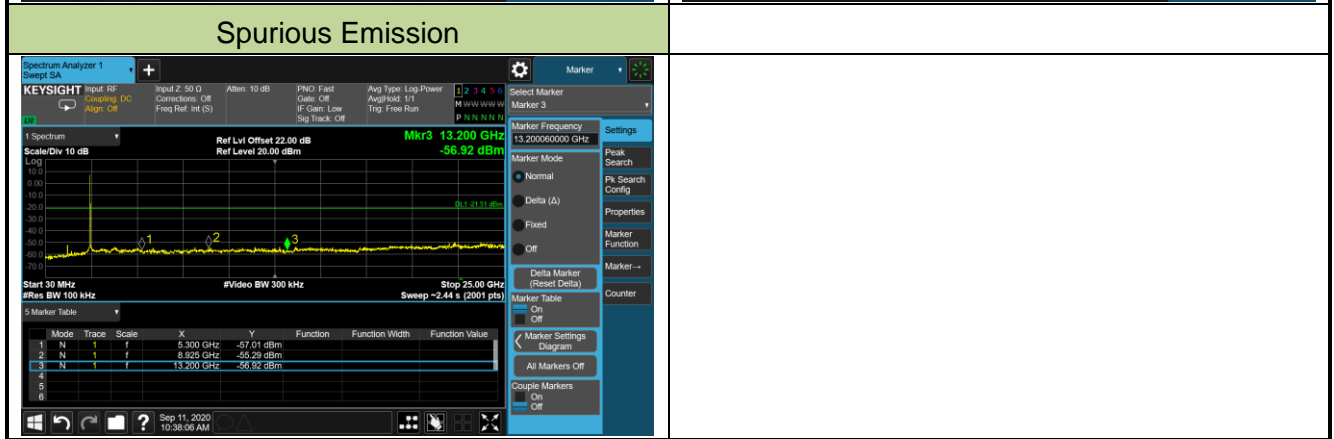 Spurious Emission
Spectrum Analyzer 1
Swept SA
+
Marker
KEYSIGHT
Input: RF
Coupling: DC
Align: Off
Input Z: 50 Ω
Corrections: Off
Freq Ref: Int (S)
Atten: 10 dB
PNO: Fast
Gate: Off
IF Gain: Low
Sig Track: Off
Avg Type: Log-Power
Avg|Hold: 1/1
Trig: Free Run
1 2 3 4 5 6
M W W W W W
P N N N N N
LXI
1 Spectrum
Scale/Div 10 dB
Ref Lvl Offset 22.00 dB
Ref Level 20.00 dBm
Mkr3 13.200 GHz
-56.92 dBm
Log
10.0
0.00
-10.0
-20.0
-30.0
-40.0
-50.0
-60.0
-70.0
DL1 -21.51 dBm
1
2
3
Start 30 MHz
#Res BW 100 kHz
#Video BW 300 kHz
Stop 25.00 GHz
Sweep ~2.44 s (2001 pts)
5 Marker Table
Mode Trace Scale X Y Function Function Width Function Value
1 N 1 f 5.300 GHz -57.01 dBm
2 N 1 f 8.925 GHz -55.29 dBm
3 N 1 f 13.200 GHz -56.92 dBm
4
5
6
?
Sep 11, 2020
10:38:06 AM
Select Marker
Marker 3
Marker Frequency
13.200060000 GHz
Marker Mode
Normal
Delta (Δ)
Fixed
Off
Delta Marker
(Reset Delta)
Marker Table
On
Off
Marker Settings
Diagram
All Markers Off
Couple Markers
On
Off
Settings
Peak
Search
Pk Search
Config
Properties
Marker
Function
Marker→
Counter